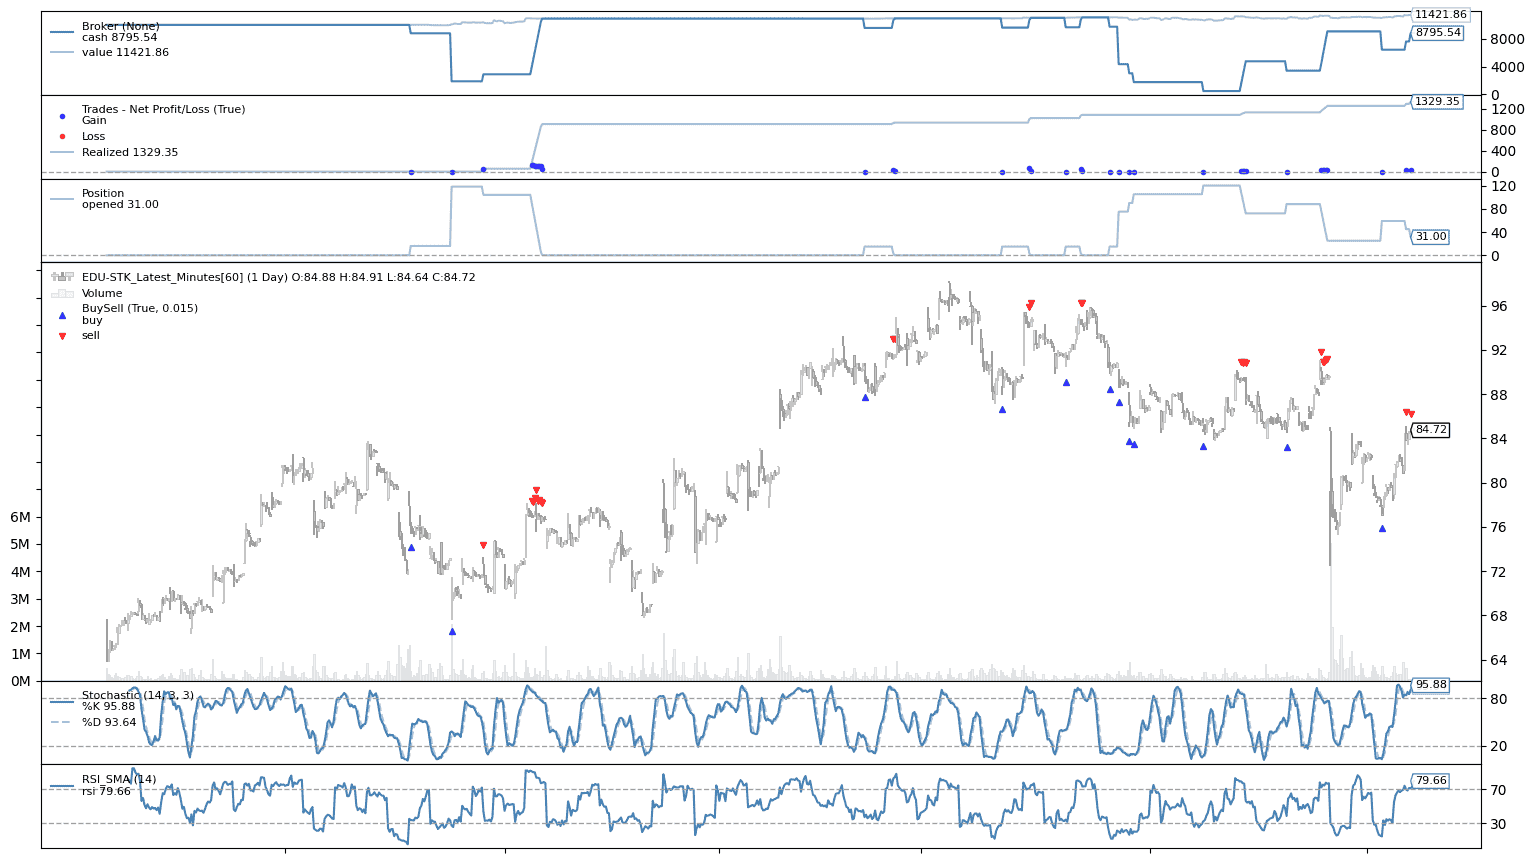 Broker (None)
cash 8795.54
value 11421.86
11421.86
8795.54
8000
4000
0
Trades - Net Profit/Loss (True)
Gain
Loss
Realized 1329.35
1329.35
1200
800
400
0
Position
opened 31.00
120
80
40
31.00
0
EDU-STK_Latest_Minutes[60] (1 Day) O:84.88 H:84.91 L:84.64 C:84.72
Volume
BuySell (True, 0.015)
buy
sell
96
92
88
84.72
84
80
76
72
68
64
6M
5M
4M
3M
2M
1M
0M
Stochastic (14, 3, 3)
%K 95.88
%D 93.64
95.88
80
20
RSI_SMA (14)
rsi 79.66
79.66
70
30